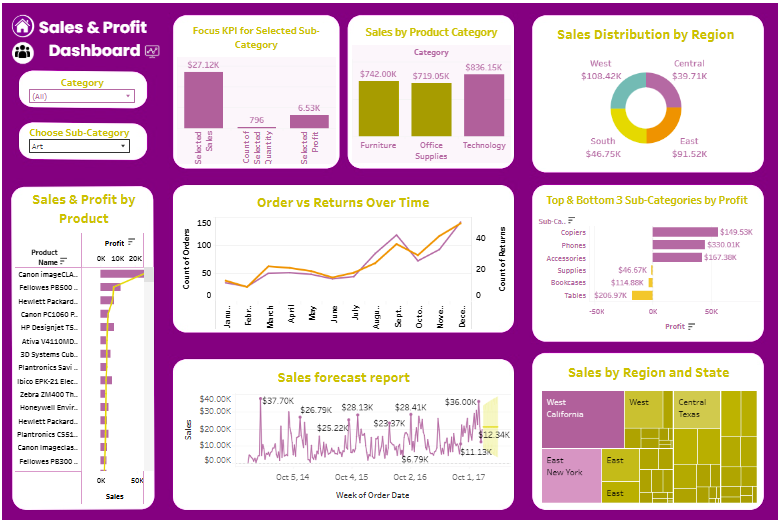 Sales & Profit
Dashboard
Category
(All)
Choose Sub-Category
Art
Sales & Profit by
Product
Profit
Product
Name
0K 10K 20K
Canon imageCLA...
Fellowes PB500 ..
Hewlett Packard..
Canon PC1060 P..
HP Designjet T5..
Ativa V4110MD..
3D Systems Cub..
Plantronics Savi ..
Ibico EPK-21 Elec..
Zebra ZM400 Th..
Honeywell Envir..
Hewlett Packard..
Plantronics CS51..
Canon Imageclas..
Fellowes PB300 ..
0K 50K
Sales
Focus KPI for Selected Sub-
Category
$27.12K
796
6.53K
Selected
Sales
Count of
Selected
Quantity
Selected
Profit
Sales by Product Category
Category
$742.00K
$719.05K
$836.15K
Furniture
Office
Supplies
Technology
Sales Distribution by Region
West
$108.42K
Central
$39.71K
South
$46.75K
East
$91.52K
Order vs Returns Over Time
Count of Orders
150
100
50
0
Count of Returns
40
20
0
Janu..
Febr..
March
April
May
June
July
Augu..
Sept..
Octo..
Nove..
Dece..
Top & Bottom 3 Sub-Categories by Profit
Sub-Ca..
Copiers
$149.53K
Phones
$330.01K
Accessories
$167.38K
Supplies
$46.67K
Bookcases
$114.88K
Tables
$206.97K
-50K 0K 50K
Profit
Sales forecast report
Sales
$40.00K
$30.00K
$20.00K
$10.00K
$0.00K
$37.70K
$26.79K
$25.22K
$28.13K
$23.37K
$28.41K
$6.79K
$36.00K
$11.13K
$12.34K
Oct 5, 14
Oct 4, 15
Oct 2, 16
Oct 1, 17
Week of Order Date
Sales by Region and State
West
California
West
Central
Texas
East
New York
East
East